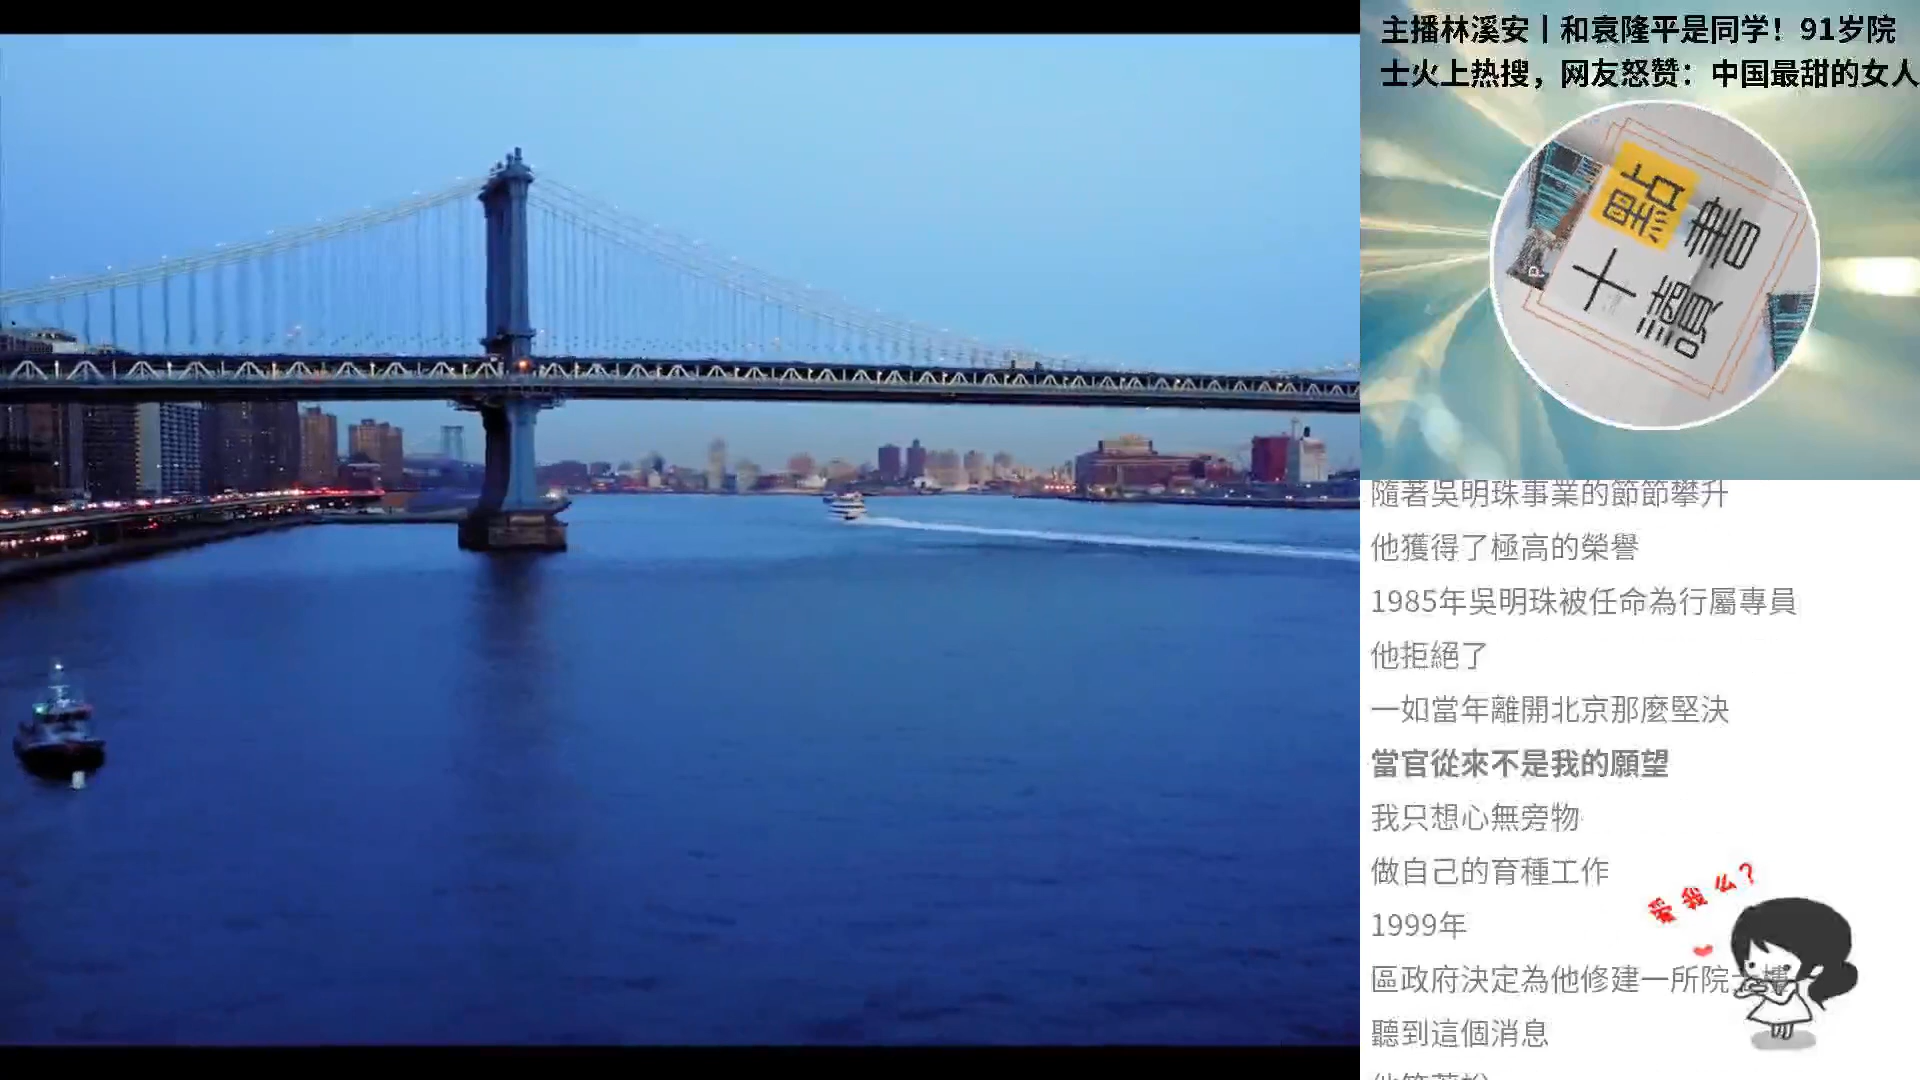 主播林溪安丨和袁隆平是同学！91岁院
士火上热搜，网友怒赞：中国最甜的女人
十點
讀書
隨著吳明珠事業的節節攀升
他獲得了極高的榮譽
1985年吳明珠被任命為行屬專員
他拒絕了
一如當年離開北京那麼堅決
當官從來不是我的願望
我只想心無旁物
做自己的育種工作
1999年
區政府決定為他修建一所院士樓
聽到這個消息
爱我么？